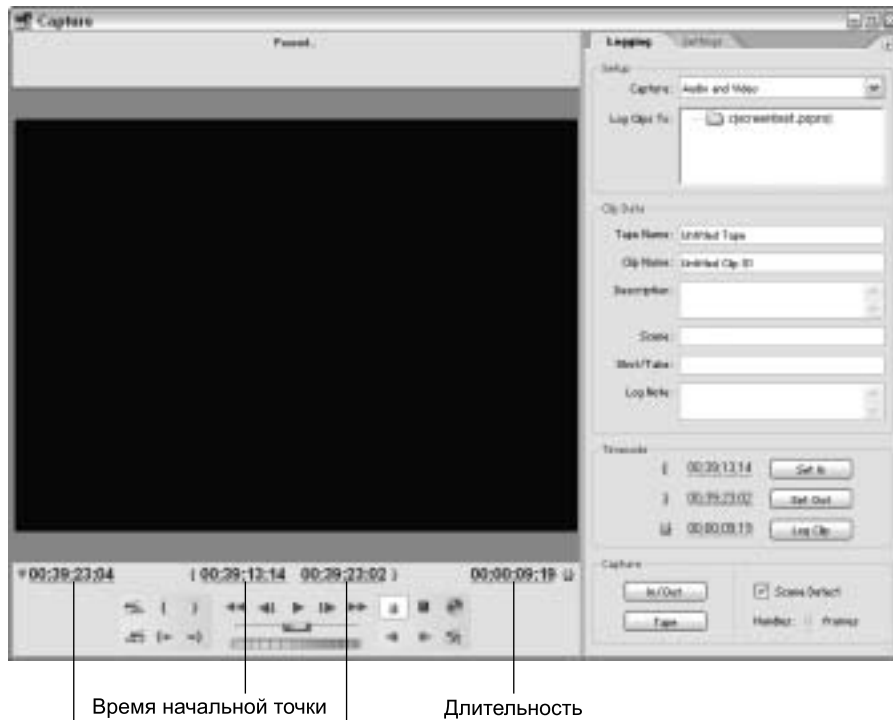 Capture
Paused...
Logging
Settings
Setup
Capture: Audio and Video
Log Clips To:
Clip Data
Tape Name: Untitled Tape
Clip Name: Untitled Clip 01
Description:
Scene:
Shot/Take:
Log Note:
Timecode
{ 00;39;13;14 Set In
} 00;39;23;02 Set Out
00;00;09;19 Log Clip
Capture
In/Out
Scene Detect
Tape
Handles: frames
00;39;23;04 { 00;39;13;14 00;39;23;02 } 00;00;09;19
Время начальной точки
Длительность